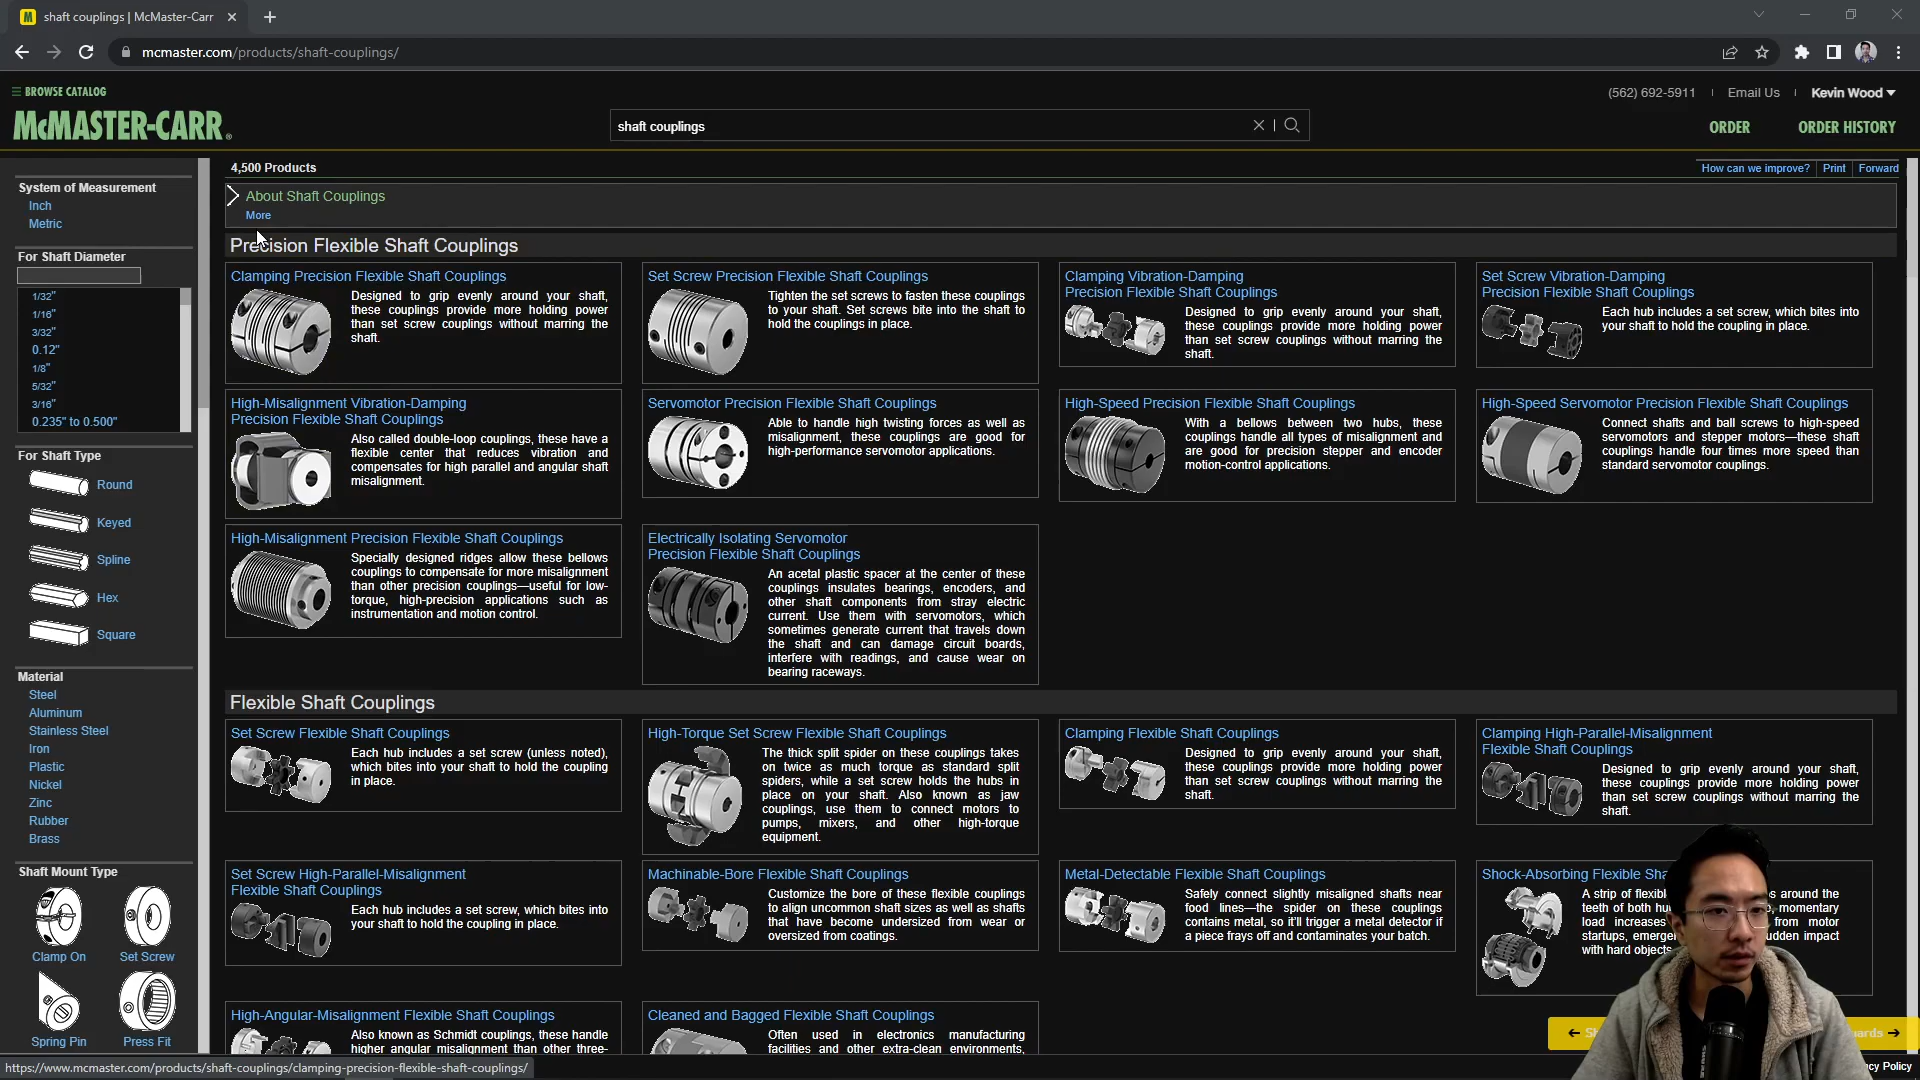 shaft couplings | McMaster-Carr
mcmaster.com/products/shaft-couplings/
BROWSE CATALOG
McMASTER-CARR.
shaft couplings
(562) 692-5911
Email Us
Kevin Wood
ORDER
ORDER HISTORY
System of Measurement
Inch
Metric
For Shaft Diameter
1/32"
1/16"
3/32"
0.12"
1/8"
5/32"
3/16"
0.235" to 0.500"
For Shaft Type
Round
Keyed
Spline
Hex
Square
Material
Steel
Aluminum
Stainless Steel
Iron
Plastic
Nickel
Zinc
Rubber
Brass
Shaft Mount Type
Clamp On
Set Screw
Spring Pin
Press Fit
4,500 Products
How can we improve?
Print
Forward
About Shaft Couplings
More
Precision Flexible Shaft Couplings
Clamping Precision Flexible Shaft Couplings
Designed to grip evenly around your shaft,
these couplings provide more holding power
than set screw couplings without marring the
shaft.
Set Screw Precision Flexible Shaft Couplings
Tighten the set screws to fasten these couplings
to your shaft. Set screws bite into the shaft to
hold the couplings in place.
Clamping Vibration-Damping
Precision Flexible Shaft Couplings
Designed to grip evenly around your shaft,
these couplings provide more holding power
than set screw couplings without marring the
shaft.
Set Screw Vibration-Damping
Precision Flexible Shaft Couplings
Each hub includes a set screw, which bites into
your shaft to hold the coupling in place.
High-Misalignment Vibration-Damping
Precision Flexible Shaft Couplings
Also called double-loop couplings, these have a
flexible center that reduces vibration and
compensates for high parallel and angular shaft
misalignment.
Servomotor Precision Flexible Shaft Couplings
Able to handle high twisting forces as well as
misalignment, these couplings are good for
high-performance servomotor applications.
High-Speed Precision Flexible Shaft Couplings
With a bellows between two hubs, these
couplings handle all types of misalignment and
are good for precision stepper and encoder
motion-control applications.
High-Speed Servomotor Precision Flexible Shaft Couplings
Connect shafts and ball screws to high-speed
servomotors and stepper motors—these shaft
couplings handle four times more speed than
standard servomotor couplings.
High-Misalignment Precision Flexible Shaft Couplings
Specially designed ridges allow these bellows
couplings to compensate for more misalignment
than other precision couplings—useful for low-
torque, high-precision applications such as
instrumentation and motion control.
Electrically Isolating Servomotor
Precision Flexible Shaft Couplings
An acetal plastic spacer at the center of these
couplings insulates bearings, encoders, and
other shaft components from stray electric
current. Use them with servomotors, which
sometimes generate current that travels down
the shaft and can damage circuit boards,
interfere with readings, and cause wear on
bearing raceways.
Flexible Shaft Couplings
Set Screw Flexible Shaft Couplings
Each hub includes a set screw (unless noted),
which bites into your shaft to hold the coupling
in place.
High-Torque Set Screw Flexible Shaft Couplings
The thick split spider on these couplings takes
on twice as much torque as standard split
spiders, while a set screw holds the hubs in
place on your shaft. Also known as jaw
couplings, use them to connect motors to
pumps, mixers, and other high-torque
equipment.
Clamping Flexible Shaft Couplings
Designed to grip evenly around your shaft,
these couplings provide more holding power
than set screw couplings without marring the
shaft.
Clamping High-Parallel-Misalignment
Flexible Shaft Couplings
Designed to grip evenly around your shaft,
these couplings provide more holding power
than set screw couplings without marring the
shaft.
Set Screw High-Parallel-Misalignment
Flexible Shaft Couplings
Each hub includes a set screw, which bites into
your shaft to hold the coupling in place.
Machinable-Bore Flexible Shaft Couplings
Customize the bore of these flexible couplings
to align uncommon shaft sizes as well as shafts
that have become undersized from wear or
oversized from coatings.
Metal-Detectable Flexible Shaft Couplings
Safely connect slightly misaligned shafts near
food lines—the spider on these couplings
contains metal, so it'll trigger a metal detector if
a piece frays off and contaminates your batch.
Shock-Absorbing Flexible Sha
A strip of flexibl s around the
teeth of both hu , momentary
load increases from motor
startups, emerge udden impact
with hard objects
High-Angular-Misalignment Flexible Shaft Couplings
Also known as Schmidt couplings, these handle
higher angular misalignment than other three-
Cleaned and Bagged Flexible Shaft Couplings
Often used in electronics manufacturing
facilities and other extra-clean environments,
uards
cy Policy
https://www.mcmaster.com/products/shaft-couplings/clamping-precision-flexible-shaft-couplings/